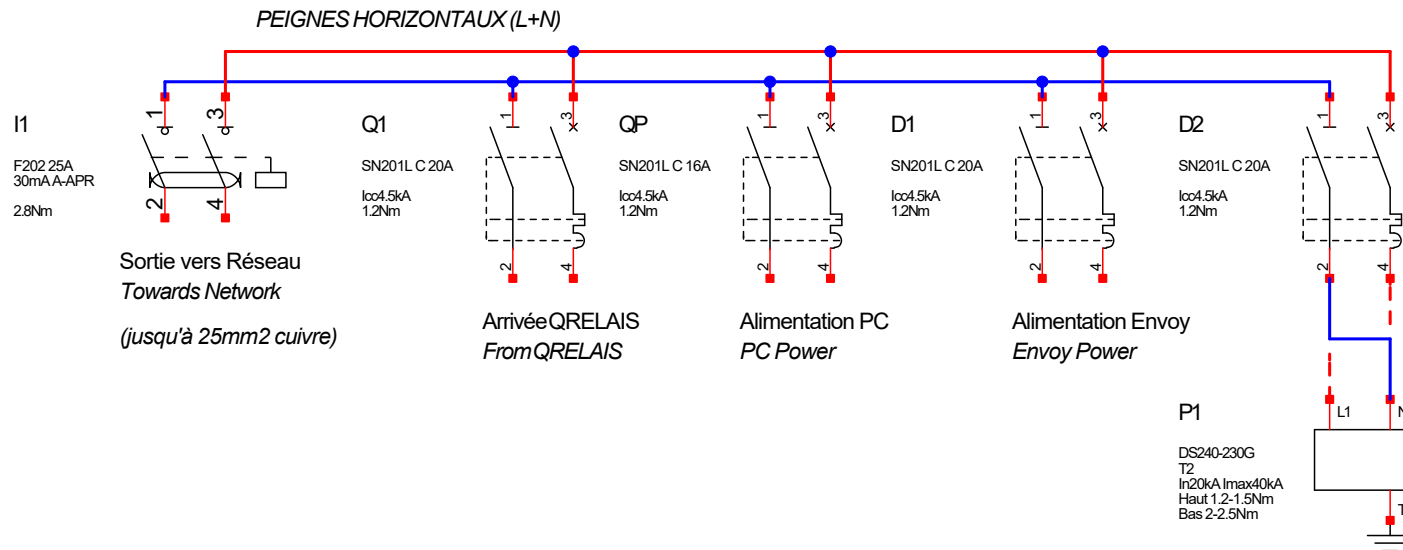 PEIGNES HORIZONTAUX (L+N)
I1
F202 25A
30mA A-APR
2.8Nm
1
3
2
4
Sortie vers Réseau
Towards Network
(jusqu'à 25mm2 cuivre)
Q1
SN201L C 20A
Icc4.5kA
1.2Nm
1
3
2
4
Arrivée QRELAIS
From QRELAIS
QP
SN201L C 16A
Icc4.5kA
1.2Nm
1
3
2
4
Alimentation PC
PC Power
D1
SN201L C 20A
Icc4.5kA
1.2Nm
1
3
2
4
Alimentation Envoy
Envoy Power
D2
SN201L C 20A
Icc4.5kA
1.2Nm
1
3
2
4
P1
DS240-230G
T2
In20kA Imax40kA
Haut 1.2-1.5Nm
Bas 2-2.5Nm
L1
N
T